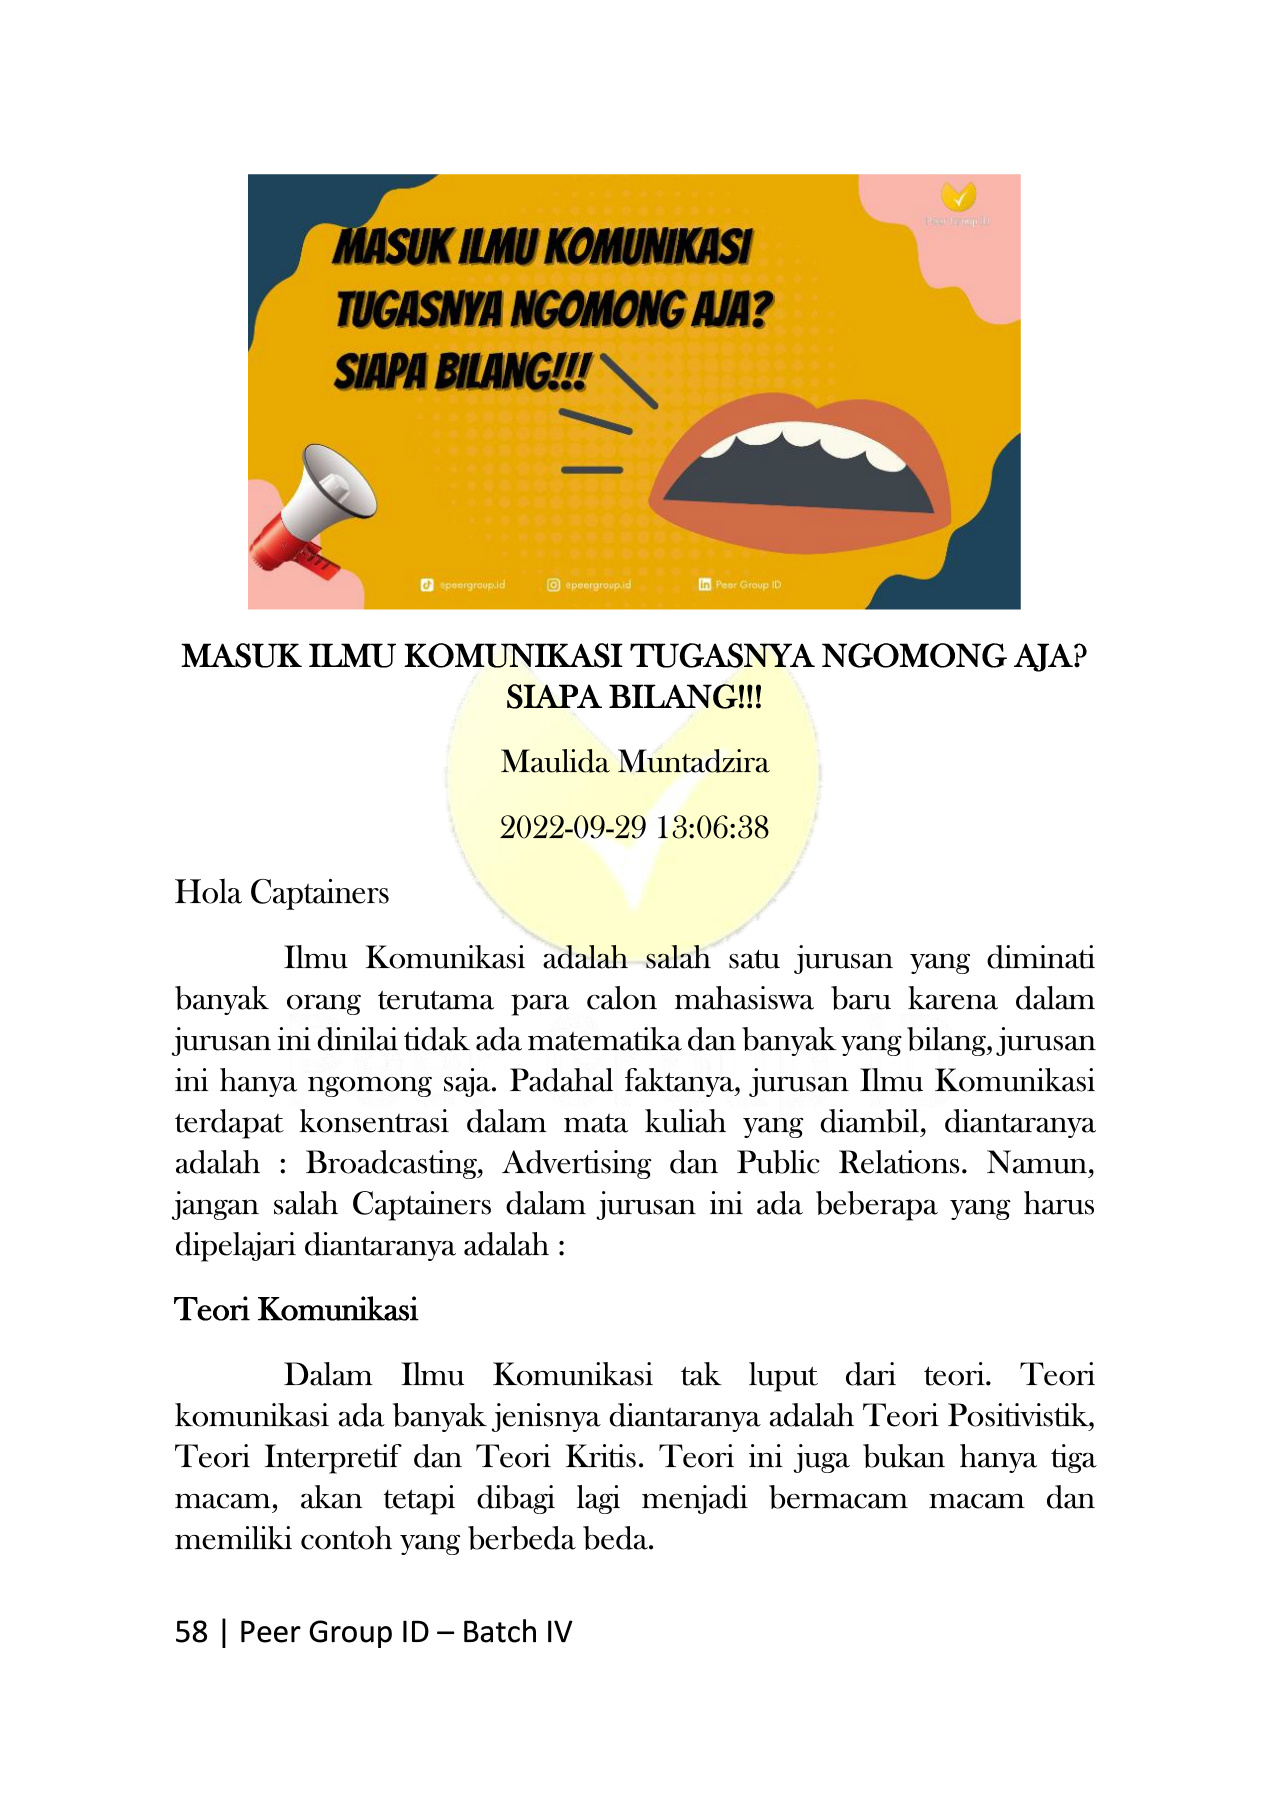 Peer Group ID
MASUK ILMU KOMUNIKASI
TUGASNYA NGOMONG AJA?
SIAPA BILANG!!!
@peergroup.id @peergroup.id Peer Group ID
MASUK ILMU KOMUNIKASI TUGASNYA NGOMONG AJA?
SIAPA BILANG!!!
Maulida Muntadzira
2022-09-29 13:06:38
Hola Captainers
Ilmu Komunikasi adalah salah satu jurusan yang diminati
banyak orang terutama para calon mahasiswa baru karena dalam
jurusan ini dinilai tidak ada matematika dan banyak yang bilang, jurusan
ini hanya ngomong saja. Padahal faktanya, jurusan Ilmu Komunikasi
terdapat konsentrasi dalam mata kuliah yang diambil, diantaranya
adalah : Broadcasting, Advertising dan Public Relations. Namun,
jangan salah Captainers dalam jurusan ini ada beberapa yang harus
dipelajari diantaranya adalah :
Teori Komunikasi
Dalam Ilmu Komunikasi tak luput dari teori. Teori
komunikasi ada banyak jenisnya diantaranya adalah Teori Positivistik,
Teori Interpretif dan Teori Kritis. Teori ini juga bukan hanya tiga
macam, akan tetapi dibagi lagi menjadi bermacam macam dan
memiliki contoh yang berbeda beda.
58 | Peer Group ID – Batch IV